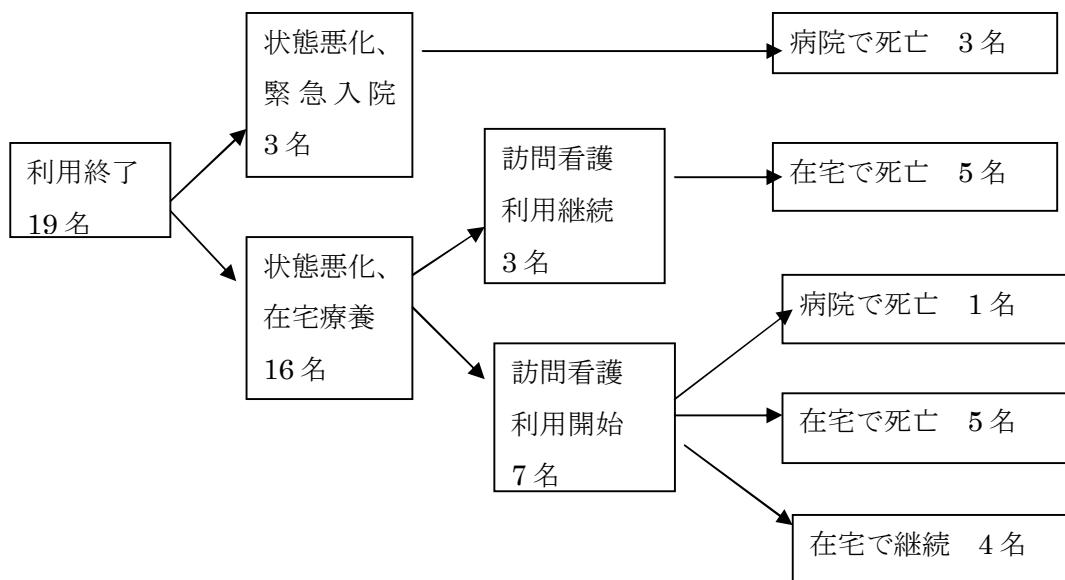 利用終了
19名
状態悪化、
緊急入院
3名
状態悪化、
在宅療養
16名
訪問看護
利用継続
3名
訪問看護
利用開始
7名
病院で死亡 3名
在宅で死亡 5名
病院で死亡 1名
在宅で死亡 5名
在宅で継続 4名